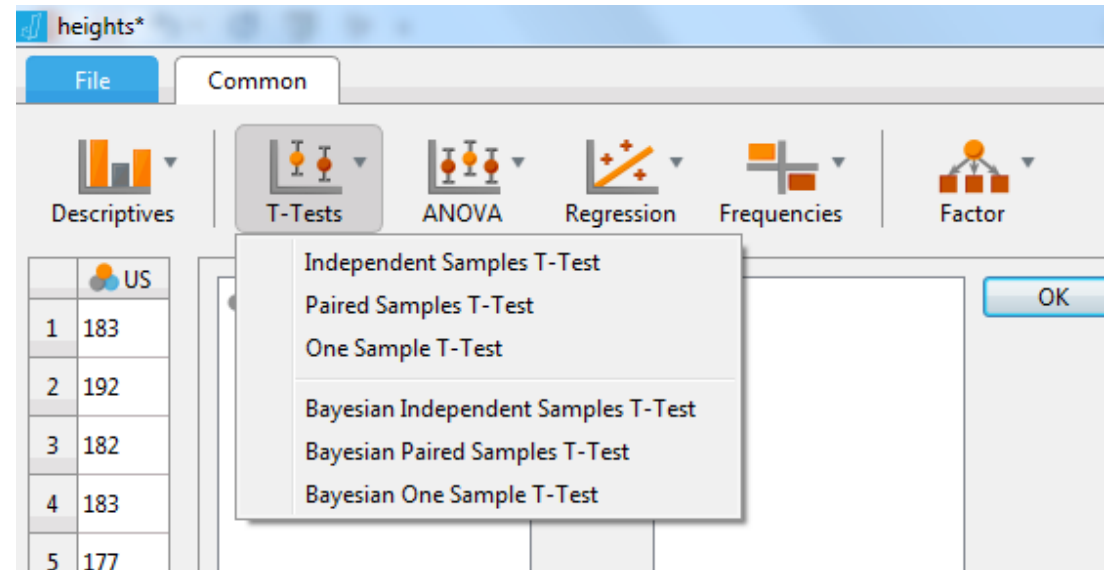 heights*
File Common
Descriptives T-Tests ANOVA Regression Frequencies Factor
Independent Samples T-Test
Paired Samples T-Test
One Sample T-Test
Bayesian Independent Samples T-Test
Bayesian Paired Samples T-Test
Bayesian One Sample T-Test
US
1 183
2 192
3 182
4 183
5 177
OK